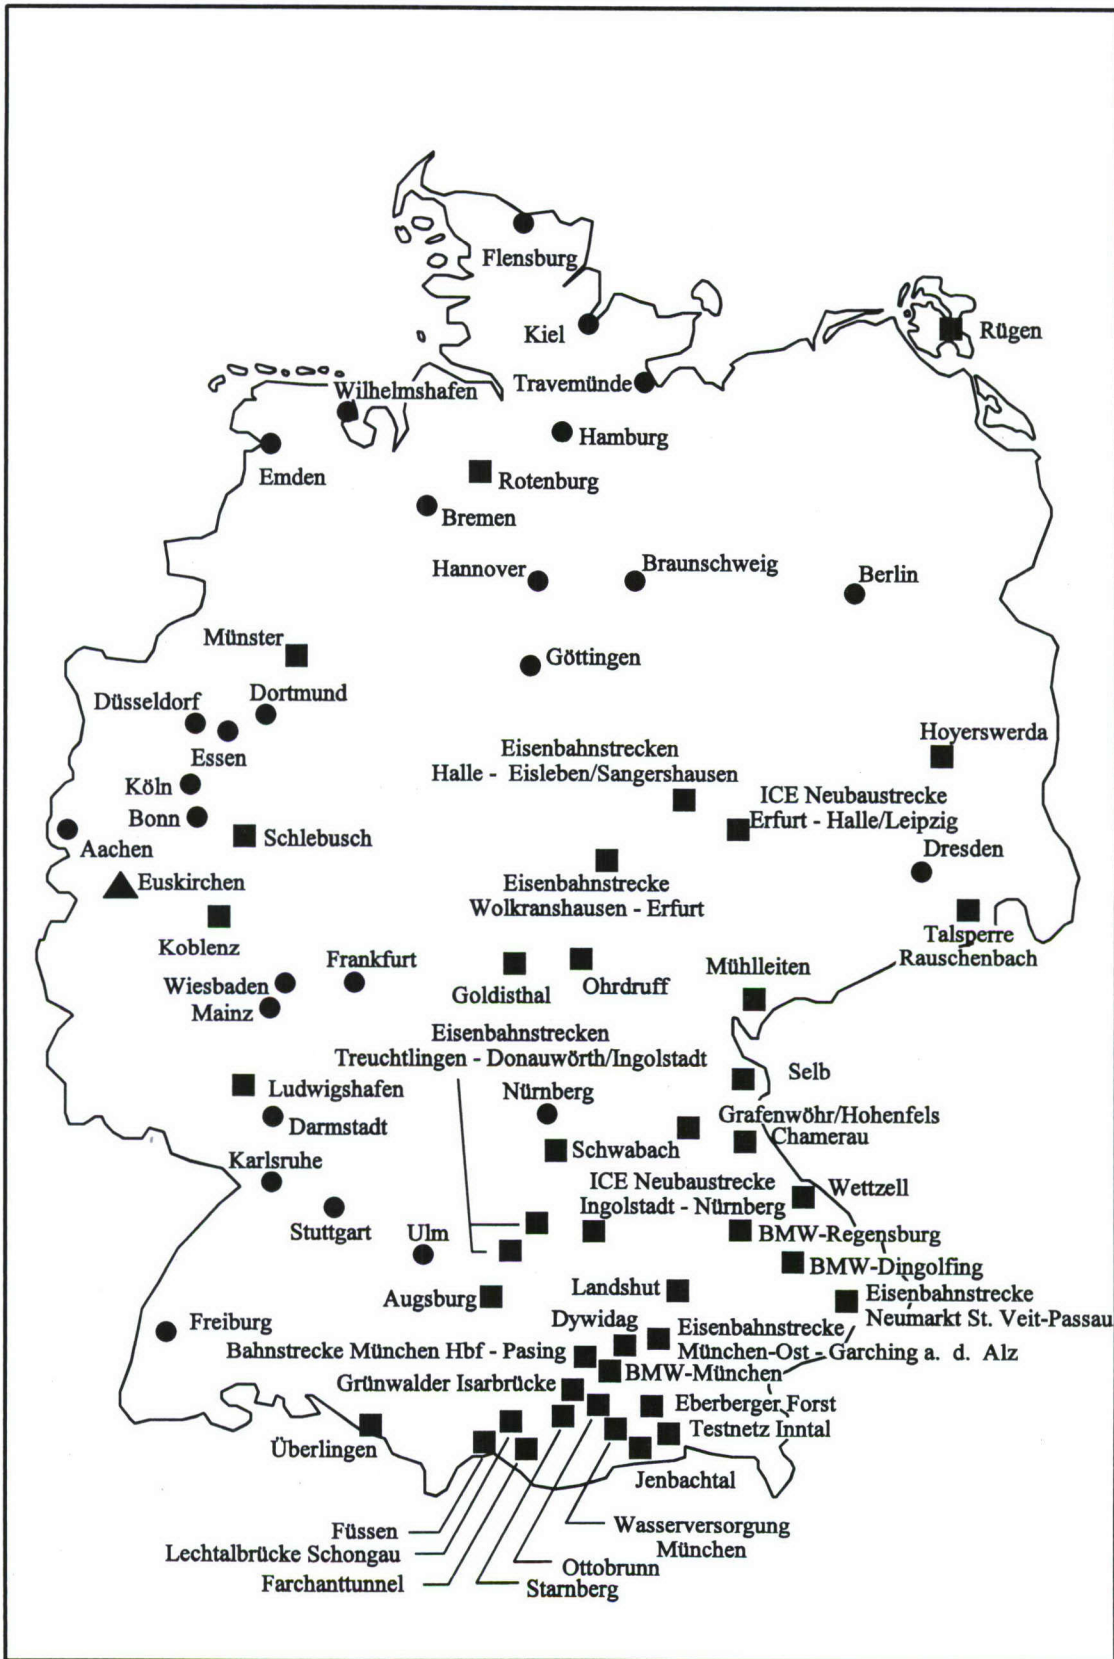 Flensburg
Kiel
Rügen
Travemünde
Wilhelmshafen
Hamburg
Emden
Rotenburg
Bremen
Hannover
Braunschweig
Berlin
Münster
Göttingen
Dortmund
Düsseldorf
Essen
Hoyerswerda
Eisenbahnstrecken
Halle - Eisleben/Sangershausen
Köln
ICE Neubaustrecke
Erfurt - Halle/Leipzig
Bonn
Schlebusch
Aachen
Dresden
Euskirchen
Eisenbahnstrecke
Wolkranshausen - Erfurt
Koblenz
Talsperre
Rauschenbach
Frankfurt
Wiesbaden
Mainz
Goldisthal
Ohrdruff
Mühlleiten
Eisenbahnstrecken
Treuchtlingen - Donauwörth/Ingolstadt
Selb
Ludwigshafen
Nürnberg
Darmstadt
Grafenwöhr/Hohenfels
Chamerau
Schwabach
Karlsruhe
ICE Neubaustrecke
Ingolstadt - Nürnberg
Wettzell
Stuttgart
Ulm
BMW-Regensburg
BMW-Dingolfing
Augsburg
Landshut
Eisenbahnstrecke
Neumarkt St. Veit-Passau
Freiburg
Dywidag
Eisenbahnstrecke
München-Ost - Garching a. d. Alz
Bahnstrecke München Hbf - Pasing
BMW-München
Grünwalder Isarbrücke
Eberberger Forst
Testnetz Inntal
Überlingen
Jenbachtal
Füssen
Lechtalbrücke Schongau
Farchanttunnel
Wasserversorgung
München
Ottobrunn
Starnberg